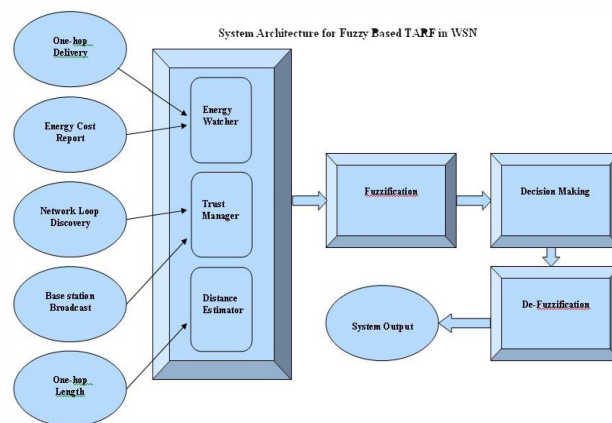 System Architecture for Fuzzy Based TARF in WSN
One-hop
Delivery
Energy Cost
Report
Network Loop
Discovery
Base station
Broadcast
One-hop
Length
Energy
Watcher
Trust
Manager
Distance
Estimator
Fuzzification
Decision Making
De-Fuzzification
System Output